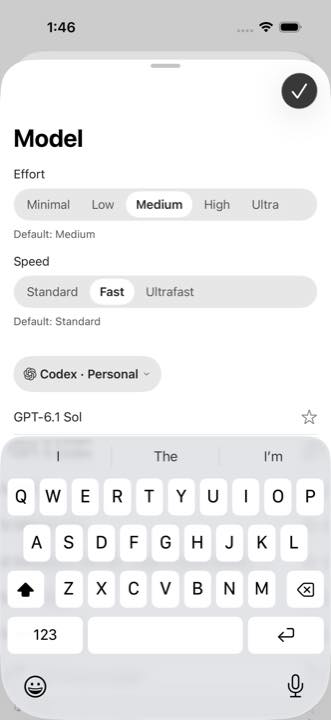 1:46
Model
Effort
Minimal Low Medium High Ultra
Default: Medium
Speed
Standard Fast Ultrafast
Default: Standard
Codex · Personal
GPT-6.1 Sol
I The I'm
Q W E R T Y U I O P
A S D F G H J K L
Z X C V B N M
123